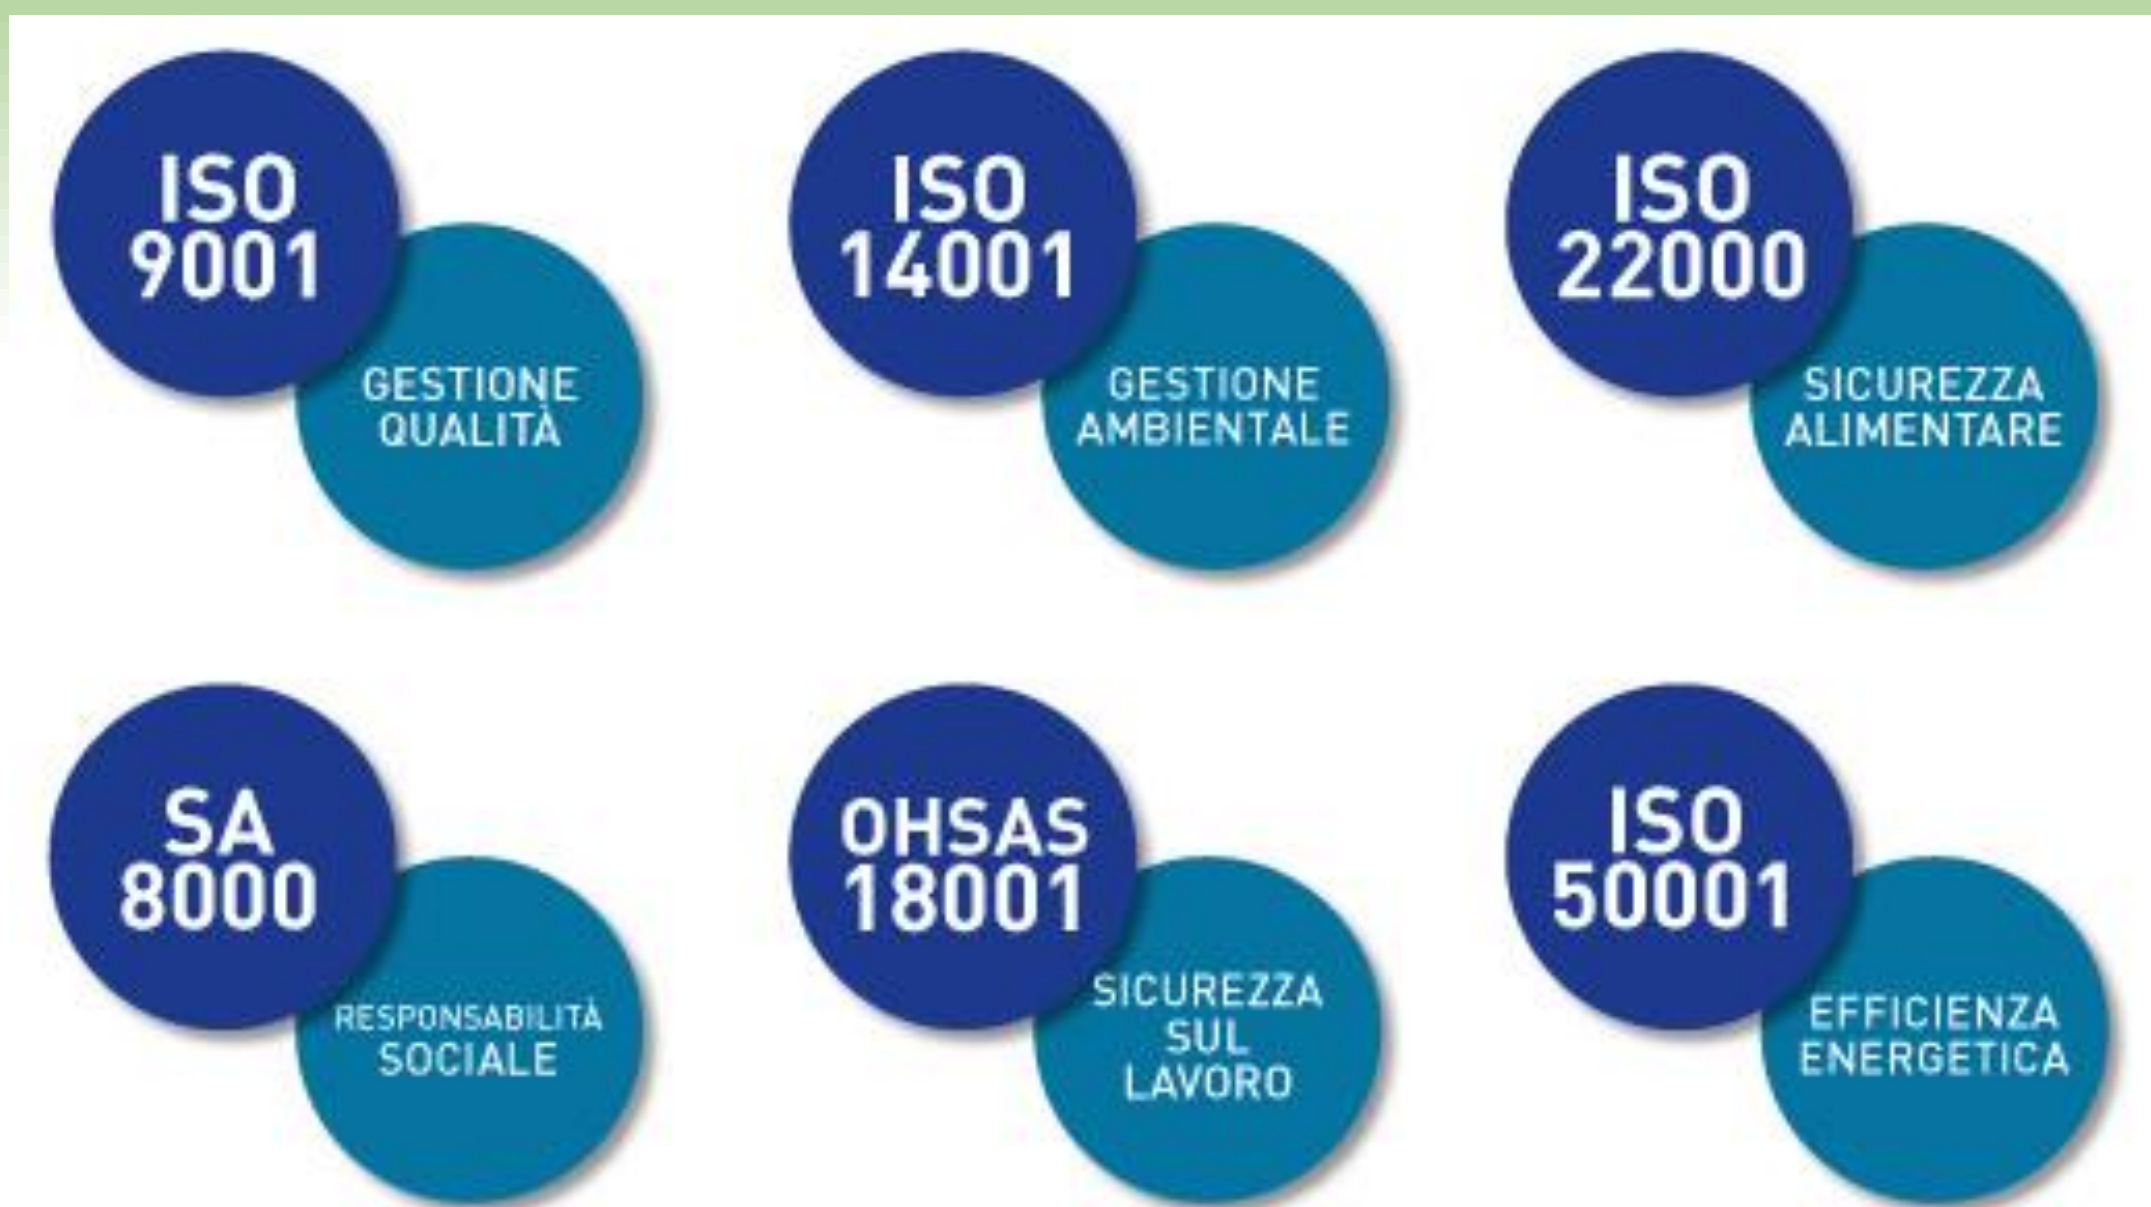 ISO
9001
GESTIONE
QUALITÀ
ISO
14001
GESTIONE
AMBIENTALE
ISO
22000
SICUREZZA
ALIMENTARE
SA
8000
RESPONSABILITÀ
SOCIALE
OHSAS
18001
SICUREZZA
SUL
LAVORO
ISO
50001
EFFICIENZA
ENERGETICA